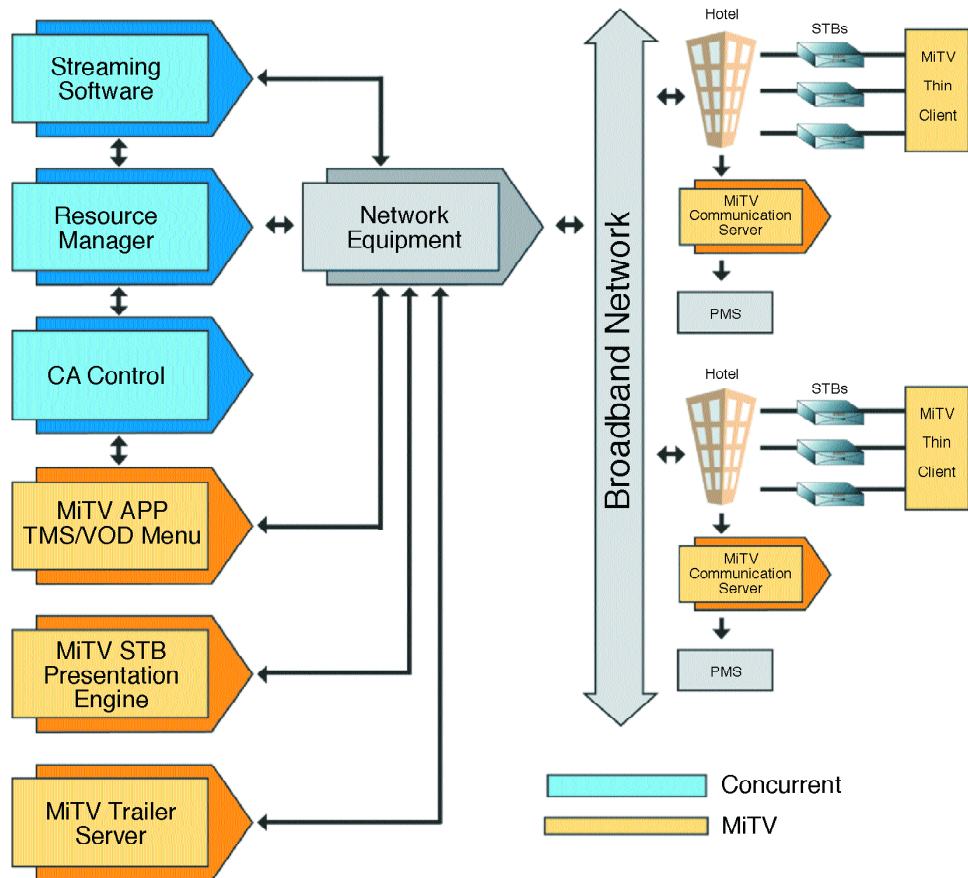 Streaming
Software
Resource
Manager
CA Control
MiTV APP
TMS/VOD Menu
MiTV STB
Presentation
Engine
MiTV Trailer
Server
Network
Equipment
Broadband Network
Hotel
STBs
MiTV
Thin
Client
MiTV
Communication
Server
PMS
Hotel
STBs
MiTV
Thin
Client
MiTV
Communication
Server
PMS
Concurrent
MiTV